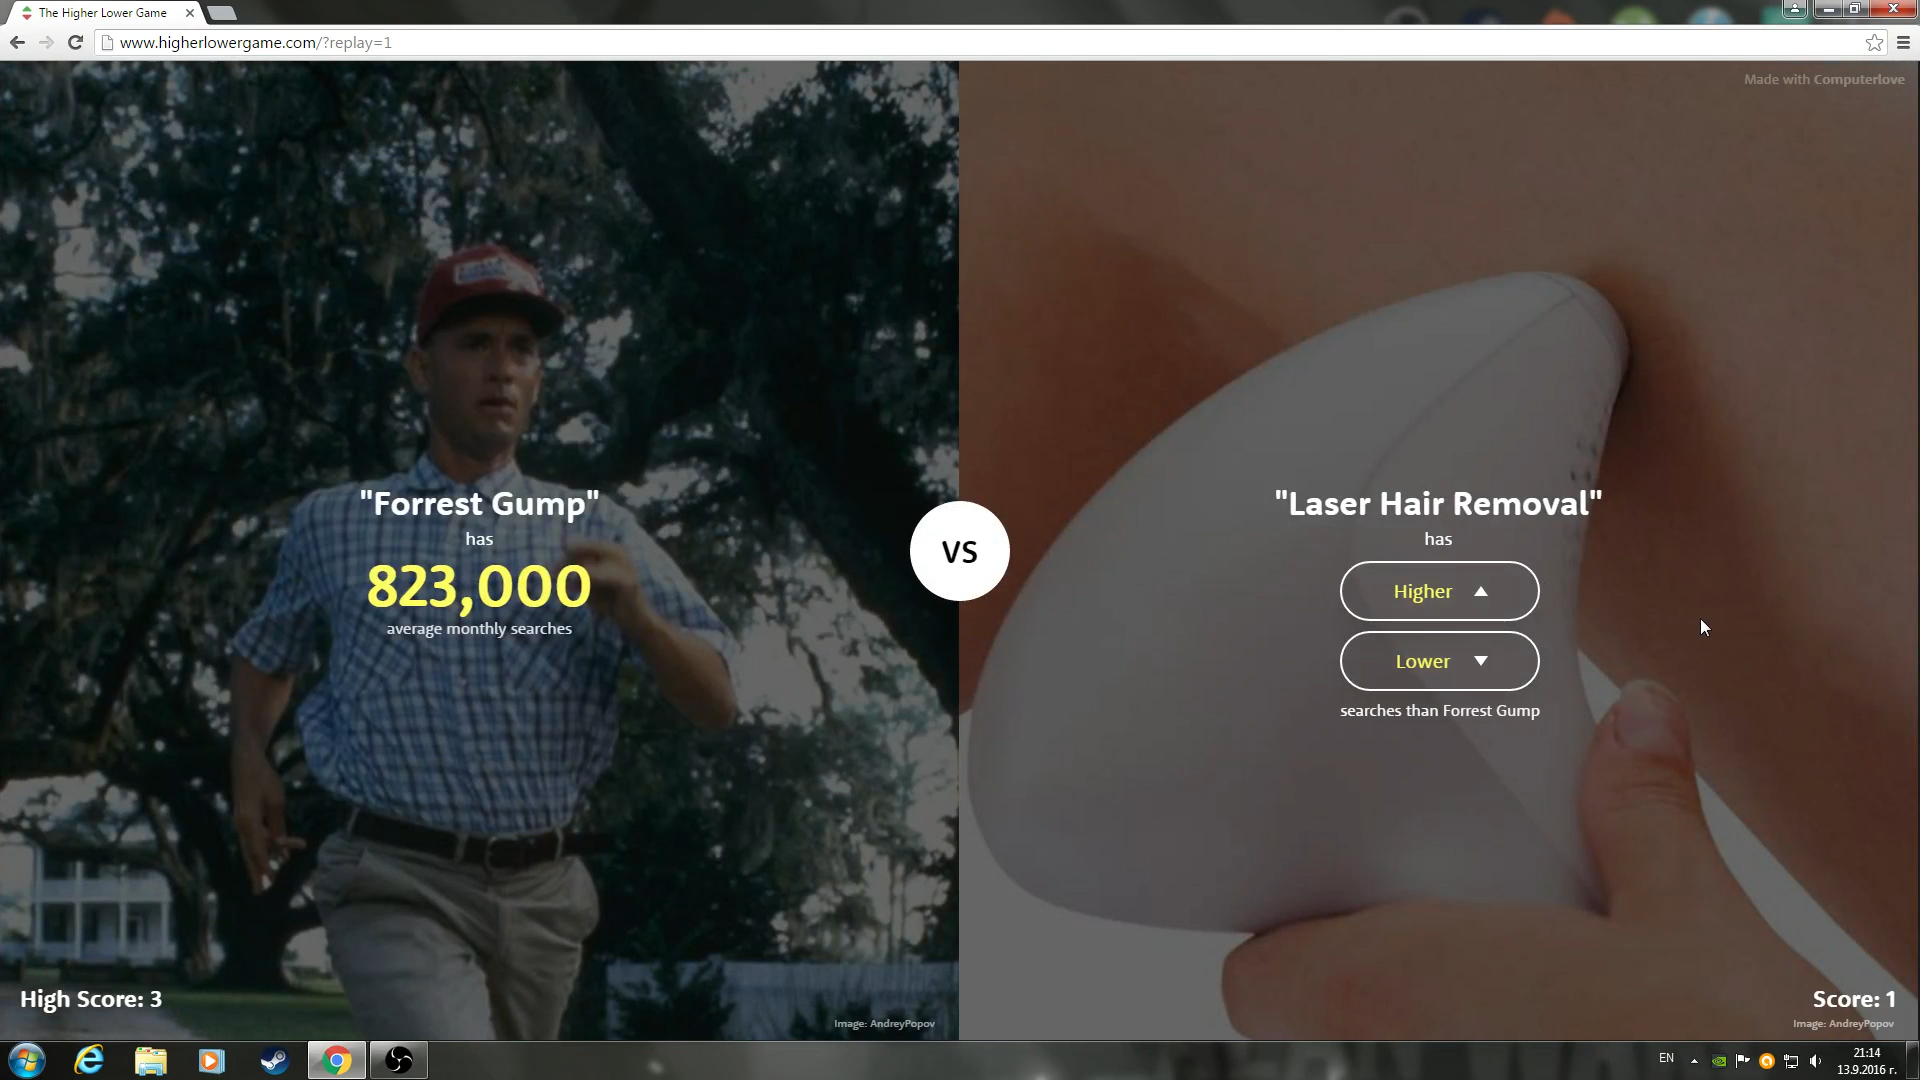 The Higher Lower Game
www.higherlowergame.com/?replay=1
Made with Computerlove
"Forrest Gump"
has
823,000
average monthly searches
VS
"Laser Hair Removal"
has
Higher
Lower
searches than Forrest Gump
High Score: 3
Image: AndreyPopov
Score: 1
Image: AndreyPopov
EN
21:14
13.9.2016 г.